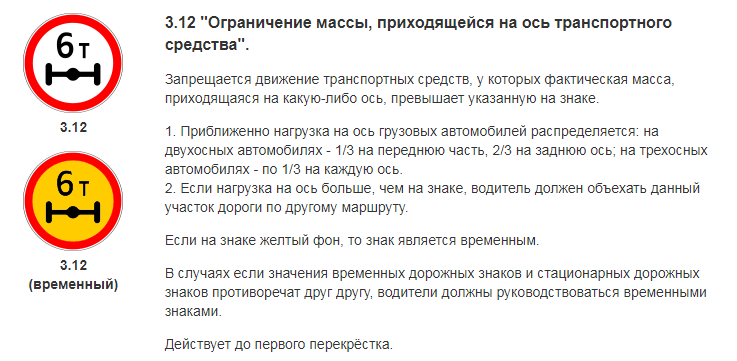 6 т
3.12
6 т
3.12
(временный)
3.12 "Ограничение массы, приходящейся на ось транспортного
средства".
Запрещается движение транспортных средств, у которых фактическая масса,
приходящаяся на какую-либо ось, превышает указанную на знаке.
1. Приближенно нагрузка на ось грузовых автомобилей распределяется: на
двухосных автомобилях - 1/3 на переднюю часть, 2/3 на заднюю ось; на трехосных
автомобилях - по 1/3 на каждую ось.
2. Если нагрузка на ось больше, чем на знаке, водитель должен объехать данный
участок дороги по другому маршруту.
Если на знаке желтый фон, то знак является временным.
В случаях если значения временных дорожных знаков и стационарных дорожных
знаков противоречат друг другу, водители должны руководствоваться временными
знаками.
Действует до первого перекрёстка.